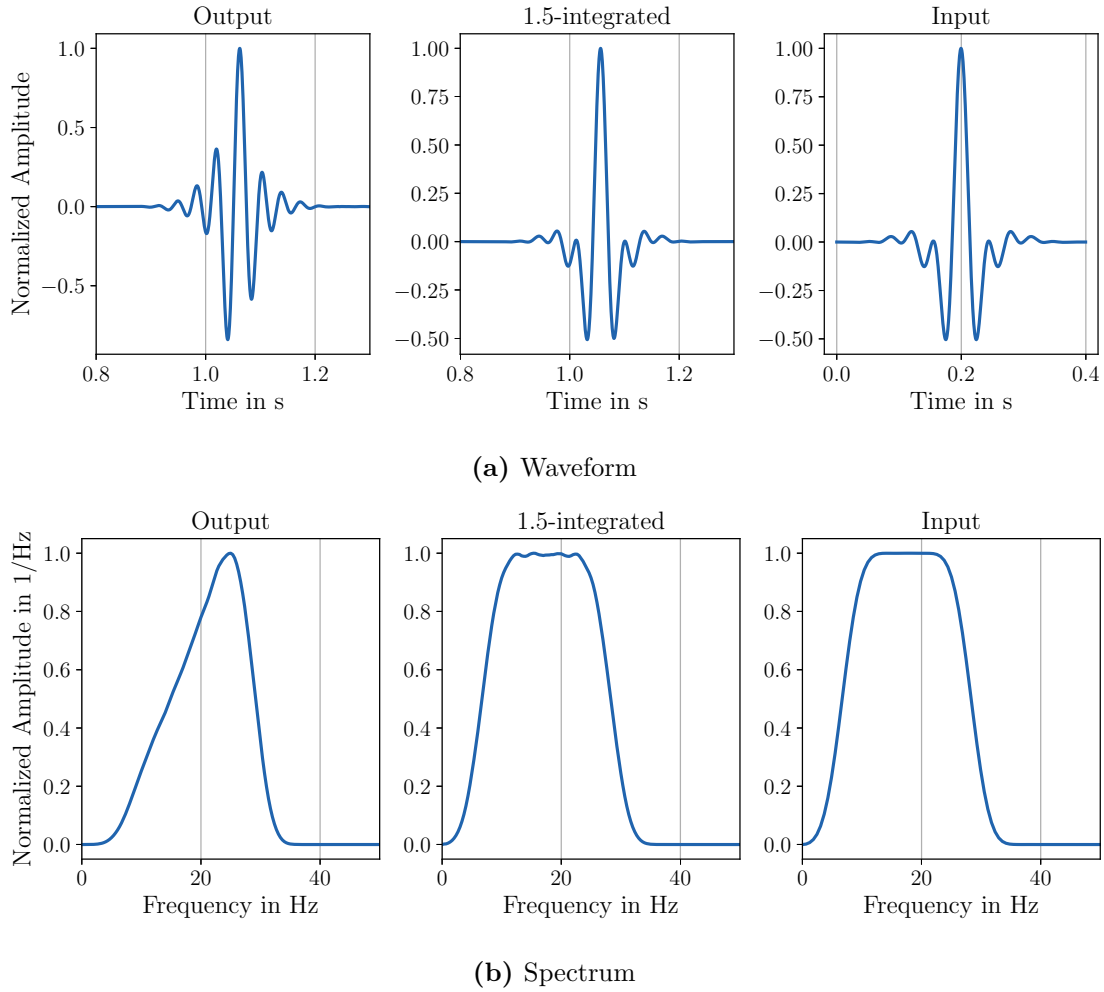 Output 1.5-integrated Input
Normalized Amplitude
1.0
0.5
0.0
−0.5
0.8 1.0 1.2
Time in s
1.00
0.75
0.50
0.25
0.00
−0.25
−0.50
0.8 1.0 1.2
Time in s
1.00
0.75
0.50
0.25
0.00
−0.25
−0.50
0.0 0.2 0.4
Time in s
(a) Waveform
Output 1.5-integrated Input
Normalized Amplitude in 1/Hz
1.0
0.8
0.6
0.4
0.2
0.0
0 20 40
Frequency in Hz
1.0
0.8
0.6
0.4
0.2
0.0
0 20 40
Frequency in Hz
1.0
0.8
0.6
0.4
0.2
0.0
0 20 40
Frequency in Hz
(b) Spectrum